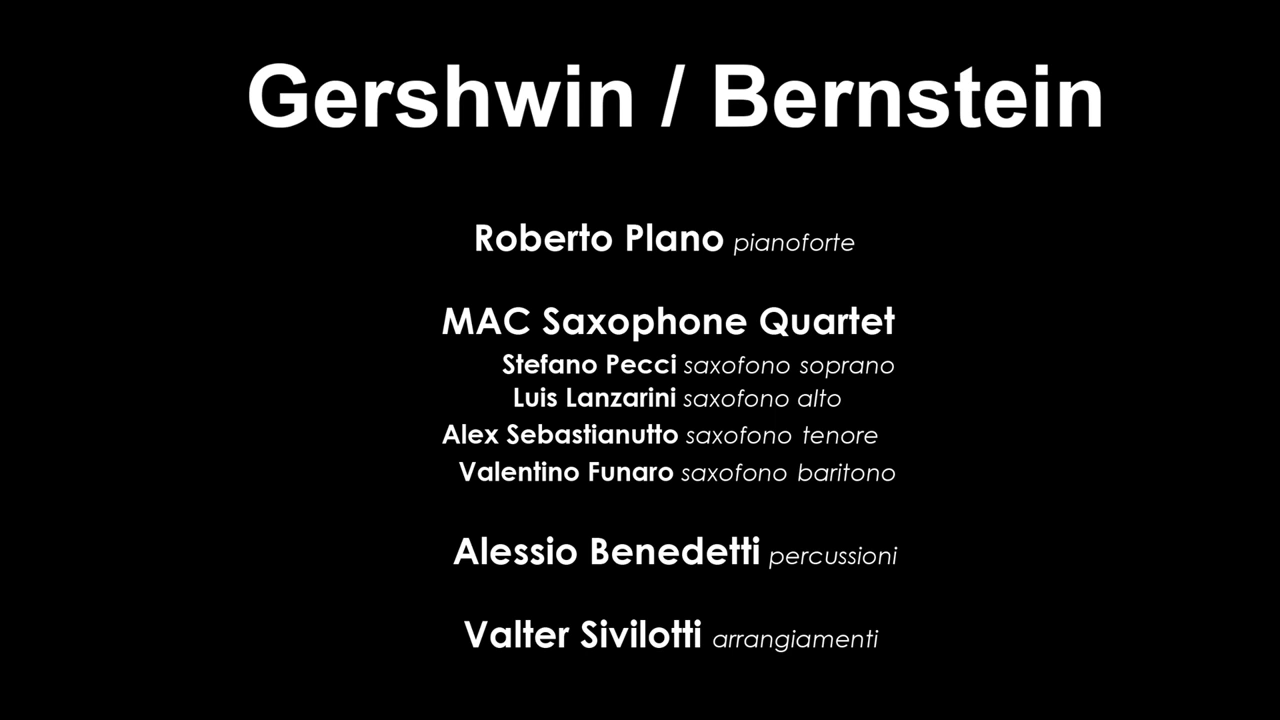 Gershwin / Bernstein
Roberto Plano pianoforte
MAC Saxophone Quartet
Stefano Pecci saxofono soprano
Luis Lanzarini saxofono alto
Alex Sebastianutto saxofono tenore
Valentino Funaro saxofono baritono
Alessio Benedetti percussioni
Valter Sivilotti arrangiamenti